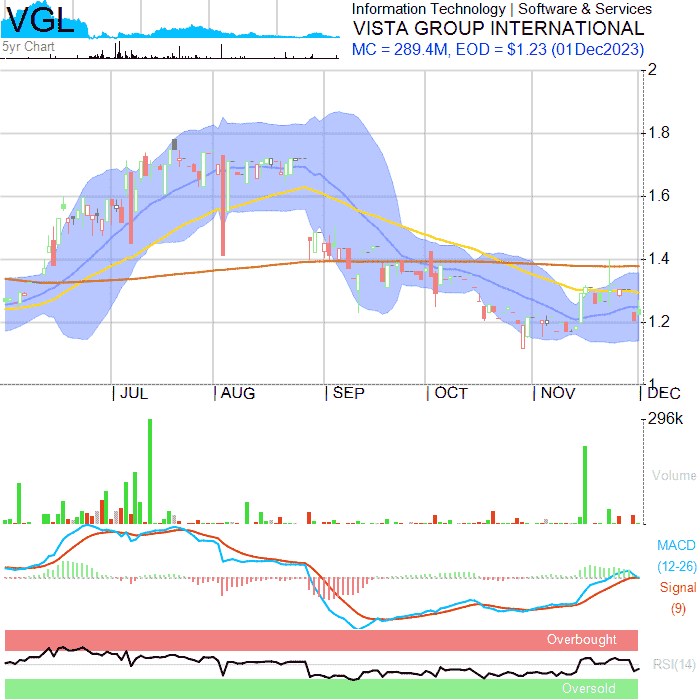 VGL
5yr Chart
Information Technology | Software & Services
VISTA GROUP INTERNATIONAL
MC = 289.4M, EOD = $1.23 (01Dec2023)
2
1.8
1.6
1.4
1.2
1
JUL
AUG
SEP
OCT
NOV
DEC
296k
Volume
MACD
(12-26)
Signal
(9)
Overbought
RSI(14)
Oversold